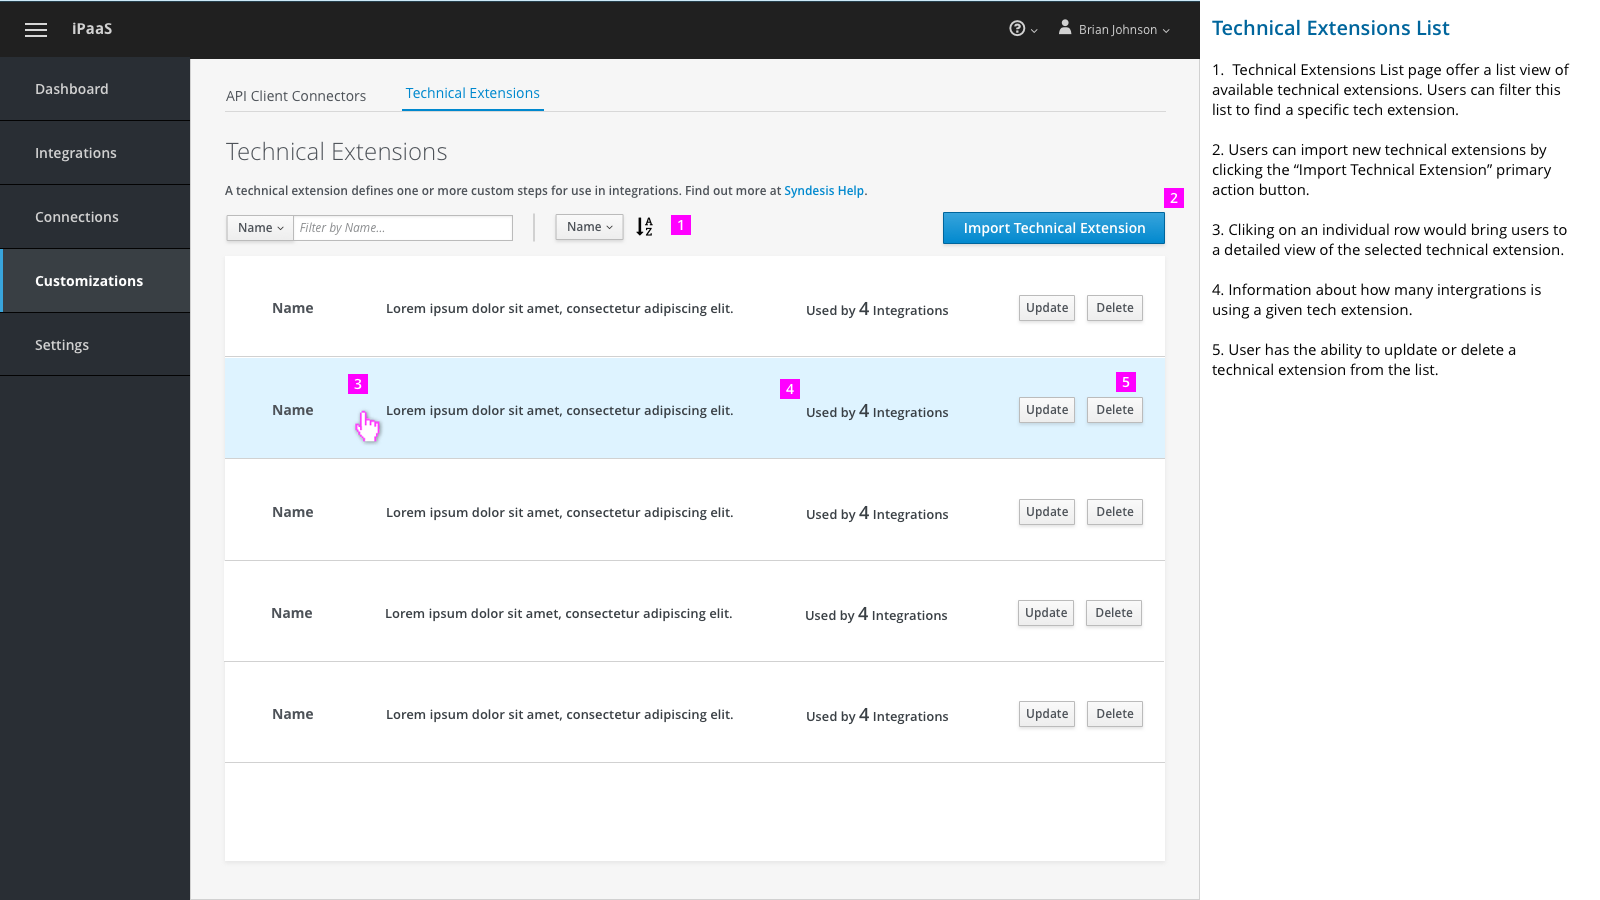 iPaaS
Brian Johnson
Dashboard
Integrations
Connections
Customizations
Settings
API Client Connectors
Technical Extensions
Technical Extensions
A technical extension defines one or more custom steps for use in integrations. Find out more at Syndesis Help.
Name
Filter by Name...
Name
A
Z
1
2
Import Technical Extension
Name
Lorem ipsum dolor sit amet, consectetur adipiscing elit.
Used by 4 Integrations
Update
Delete
3
4
5
Name
Lorem ipsum dolor sit amet, consectetur adipiscing elit.
Used by 4 Integrations
Update
Delete
Name
Lorem ipsum dolor sit amet, consectetur adipiscing elit.
Used by 4 Integrations
Update
Delete
Name
Lorem ipsum dolor sit amet, consectetur adipiscing elit.
Used by 4 Integrations
Update
Delete
Name
Lorem ipsum dolor sit amet, consectetur adipiscing elit.
Used by 4 Integrations
Update
Delete
Technical Extensions List
1. Technical Extensions List page offer a list view of
available technical extensions. Users can filter this
list to find a specific tech extension.
2. Users can import new technical extensions by
clicking the “Import Technical Extension” primary
action button.
3. Cliking on an individual row would bring users to
a detailed view of the selected technical extension.
4. Information about how many intergrations is
using a given tech extension.
5. User has the ability to upldate or delete a
technical extension from the list.